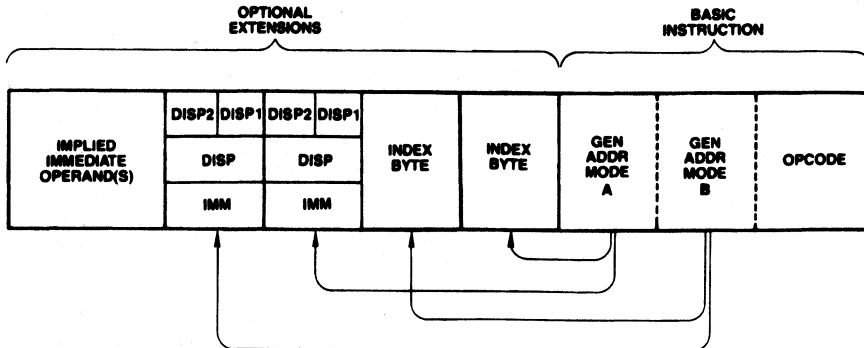 OPTIONAL
EXTENSIONS
BASIC
INSTRUCTION
IMPLIED
IMMEDIATE
OPERAND(S)
DISP2 DISP1
DISP
IMM
DISP2 DISP1
DISP
IMM
INDEX
BYTE
INDEX
BYTE
GEN
ADDR
MODE
A
GEN
ADDR
MODE
B
OPCODE